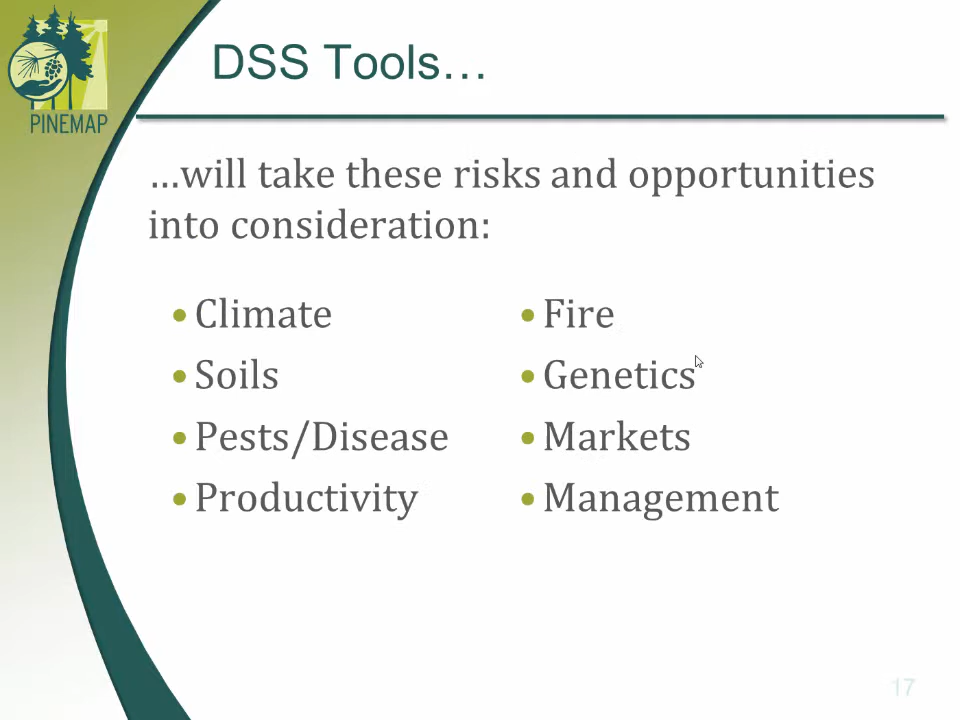 PINEMAP
DSS Tools…
…will take these risks and opportunities
into consideration:
• Climate
• Soils
• Pests/Disease
• Productivity
• Fire
• Genetics
• Markets
• Management
17